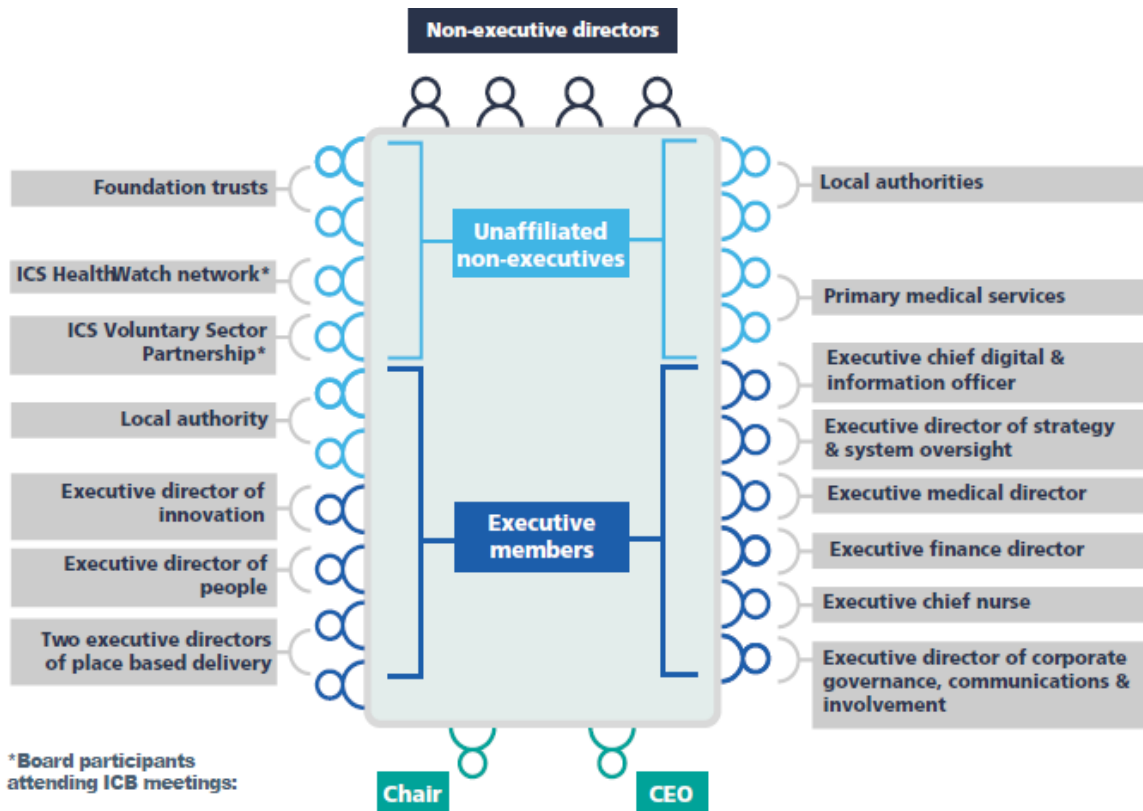 Non-executive directors
Foundation trusts
ICS HealthWatch network*
ICS Voluntary Sector
Partnership*
Local authority
Executive director of
innovation
Executive director of
people
Two executive directors
of place based delivery
Unaffiliated
non-executives
Executive
members
Local authorities
Primary medical services
Executive chief digital &
information officer
Executive director of strategy
& system oversight
Executive medical director
Executive finance director
Executive chief nurse
Executive director of corporate
governance, communications &
involvement
*Board participants
attending ICB meetings:
Chair
CEO